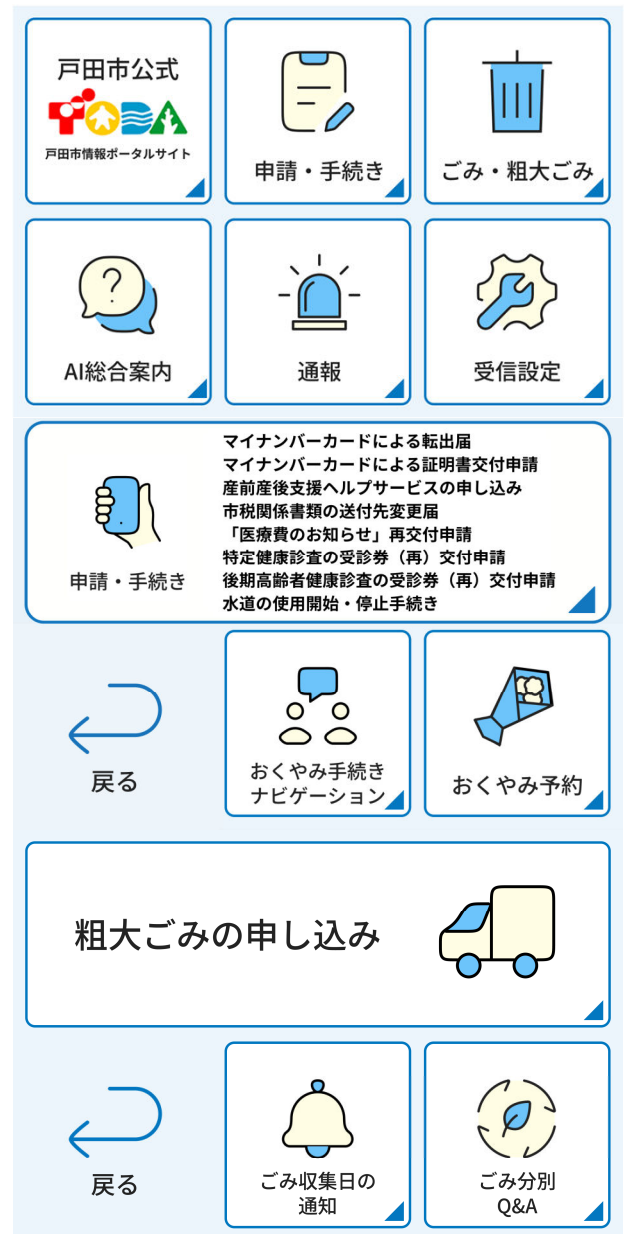 戸田市公式
TODA
戸田市情報ポータルサイト
申請・手続き
ごみ・粗大ごみ
AI総合案内
通報
受信設定
申請・手続き
マイナンバーカードによる転出届
マイナンバーカードによる証明書交付申請
産前産後支援ヘルプサービスの申し込み
市税関係書類の送付先変更届
「医療費のお知らせ」再交付申請
特定健康診査の受診券（再）交付申請
後期高齢者健康診査の受診券（再）交付申請
水道の使用開始・停止手続き
戻る
おくやみ手続き
ナビゲーション
おくやみ予約
粗大ごみの申し込み
戻る
ごみ収集日の
通知
ごみ分別
Q&A